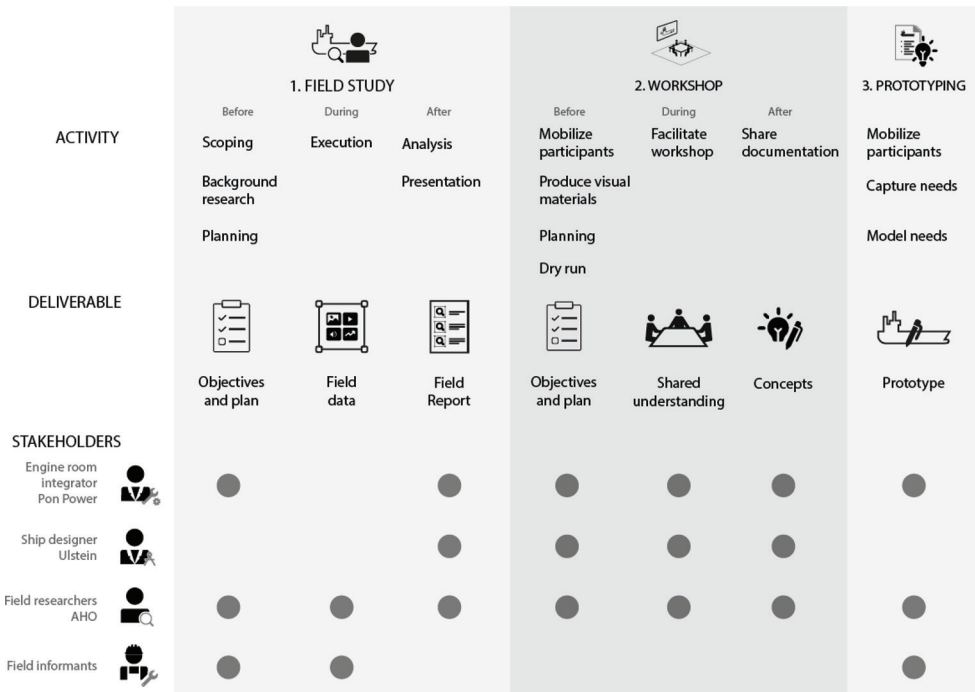 1. FIELD STUDY
2. WORKSHOP
3. PROTOTYPING
Before
During
After
Before
During
After
ACTIVITY
Scoping
Execution
Analysis
Mobilize
participants
Facilitate
workshop
Share
documentation
Mobilize
participants
Background
research
Presentation
Produce visual
materials
Capture needs
Planning
Planning
Model needs
Dry run
DELIVERABLE
Objectives
and plan
Field
data
Field
Report
Objectives
and plan
Shared
understanding
Concepts
Prototype
STAKEHOLDERS
Engine room
integrator
Pon Power
Ship designer
Ulstein
Field researchers
AHO
Field informants